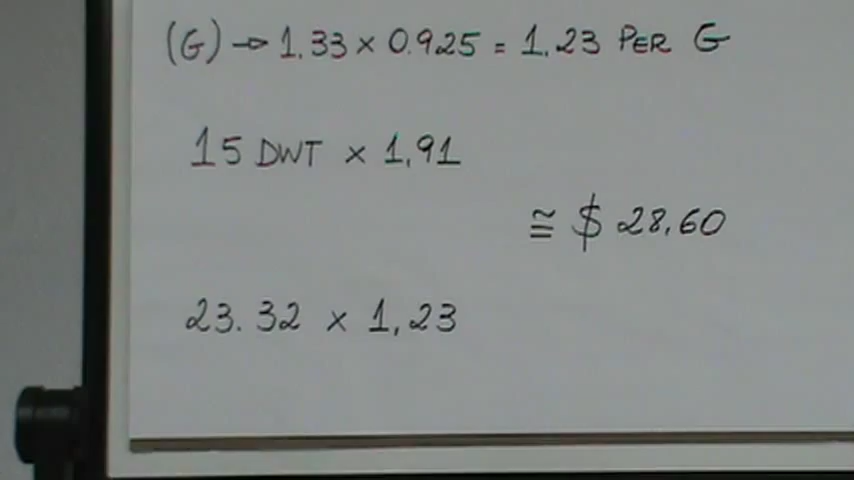 (G) → 1.33 × 0.925 = 1.23 PER G
15 DWT × 1,91
≅ $ 28,60
23.32 × 1,23